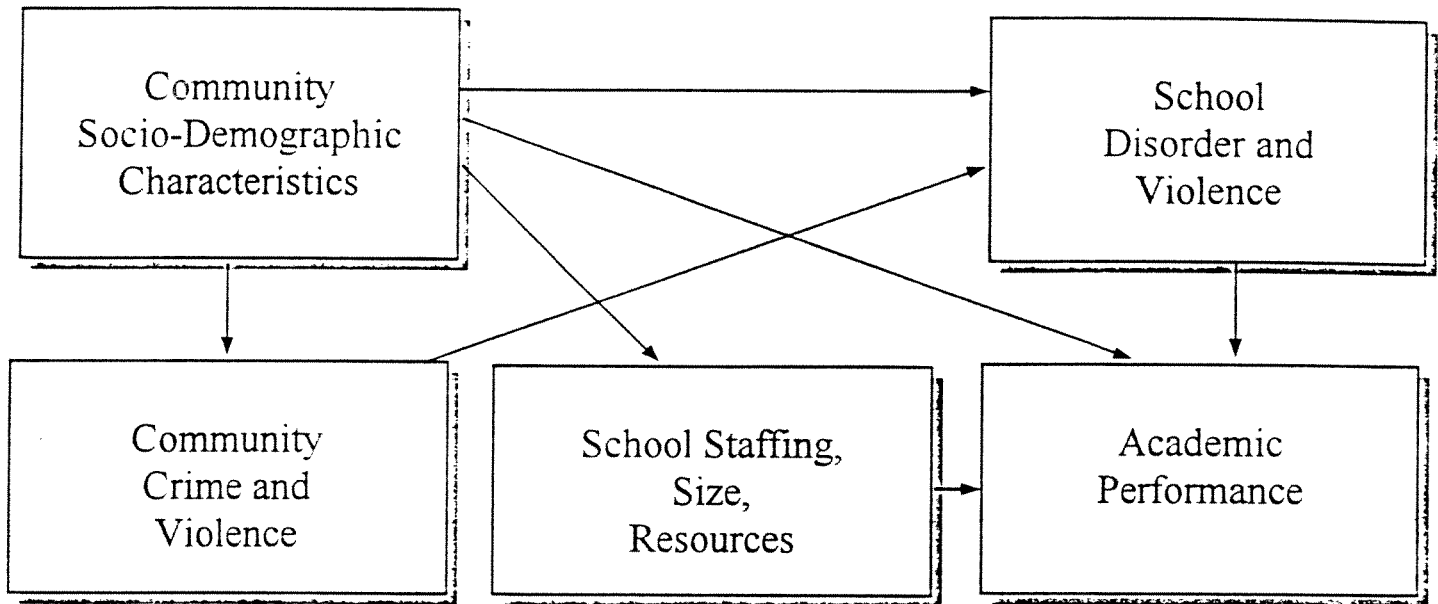 Community
Socio-Demographic
Characteristics
School
Disorder and
Violence
Community
Crime and
Violence
School Staffing,
Size,
Resources
Academic
Performance